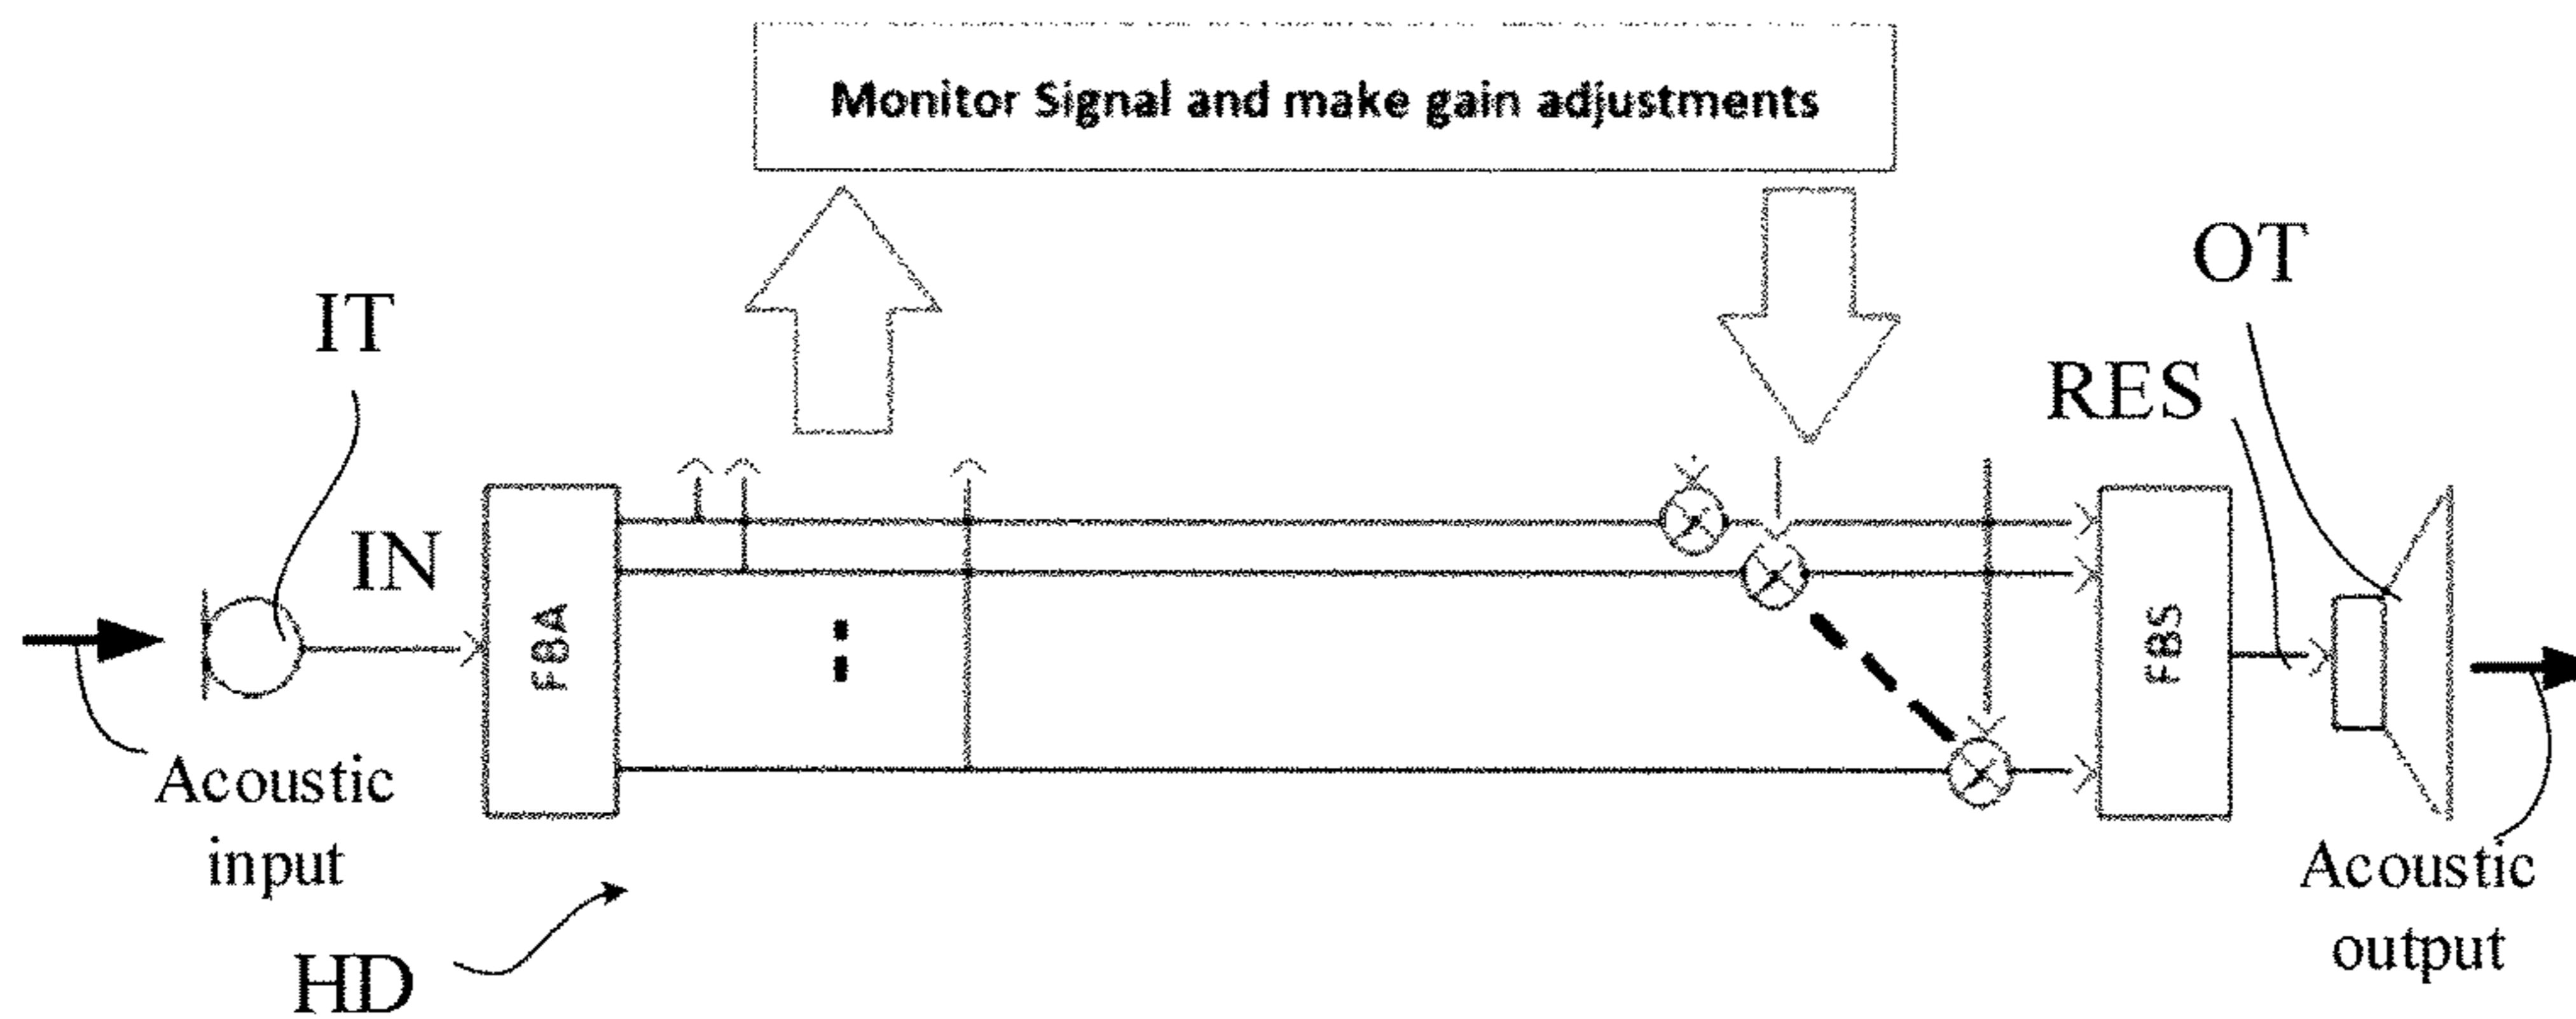 Monitor Signal and make gain adjustments
OT
IT
RES
IN
FBA
FBS
Acoustic
input
Acoustic
output
HD